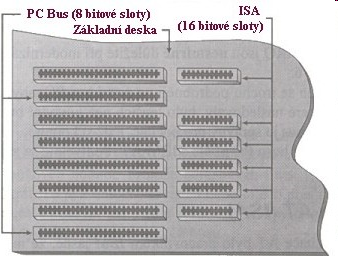 PC Bus (8 bitové sloty)
Základní deska
ISA
(16 bitové sloty)